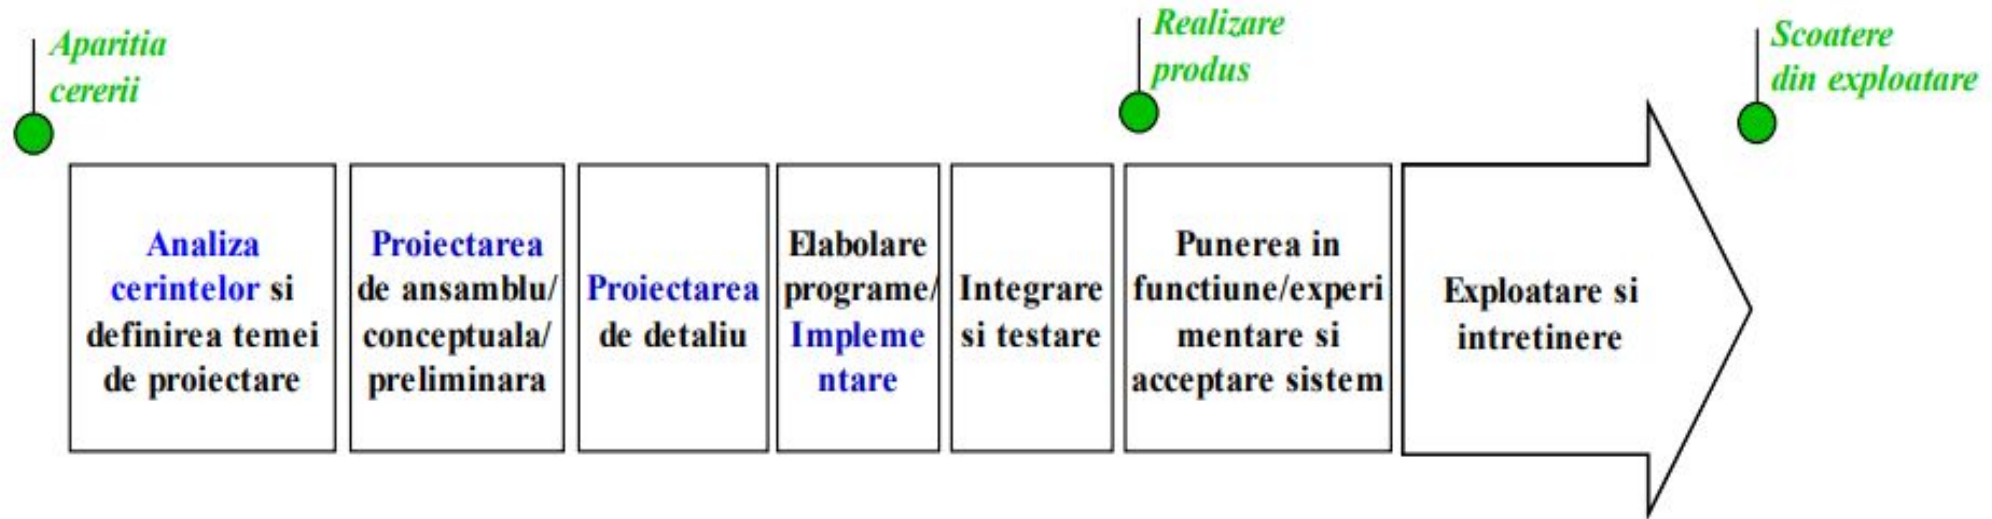 Aparitia
cererii
Realizare
produs
Scoatere
din exploatare
Analiza
cerintelor si
definirea temei
de proiectare
Proiectarea
de ansamblu/
conceptuala/
preliminara
Proiectarea
de detaliu
Elabolare
programe/
Impleme
ntare
Integrare
si testare
Punerea in
functiune/experi
mentare si
acceptare sistem
Exploatare si
intretinere